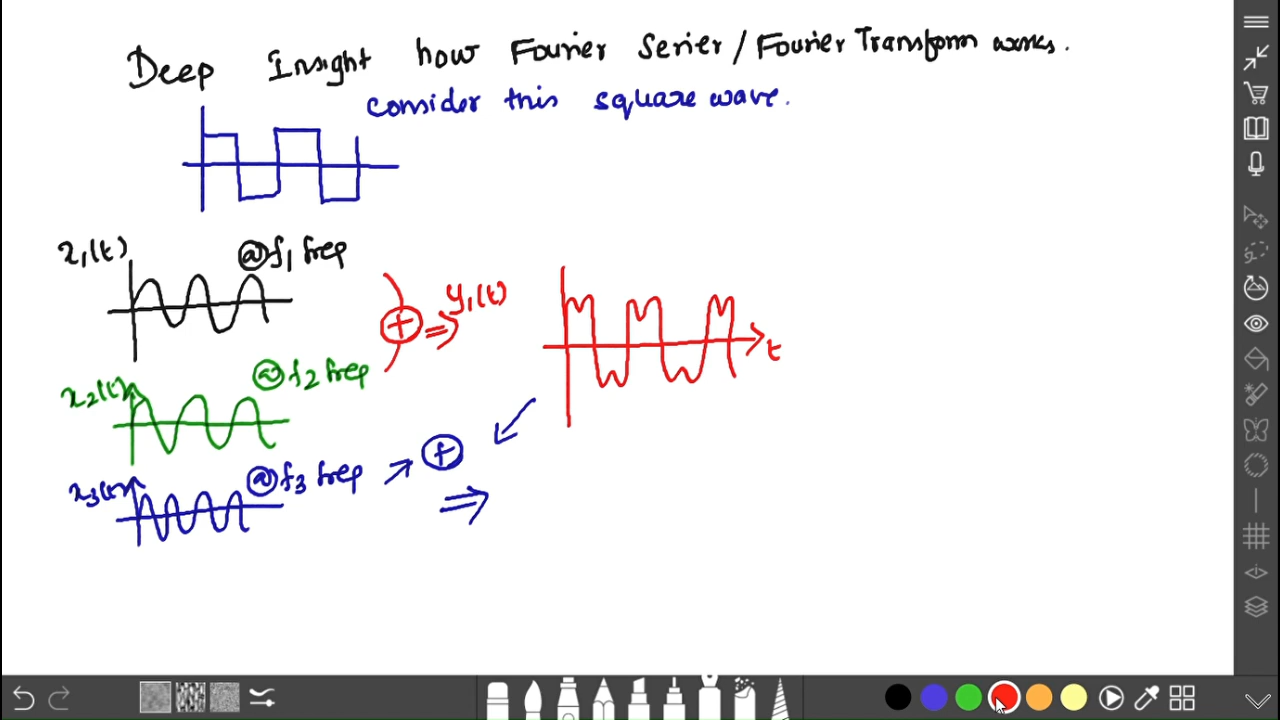 Deep Insight how Fourier Series/Fourier Transform works.
consider this square wave.
x1(t) @f1 freq
y1(t)
t
x2(t) @f2 freq
x3(t) @f3 freq